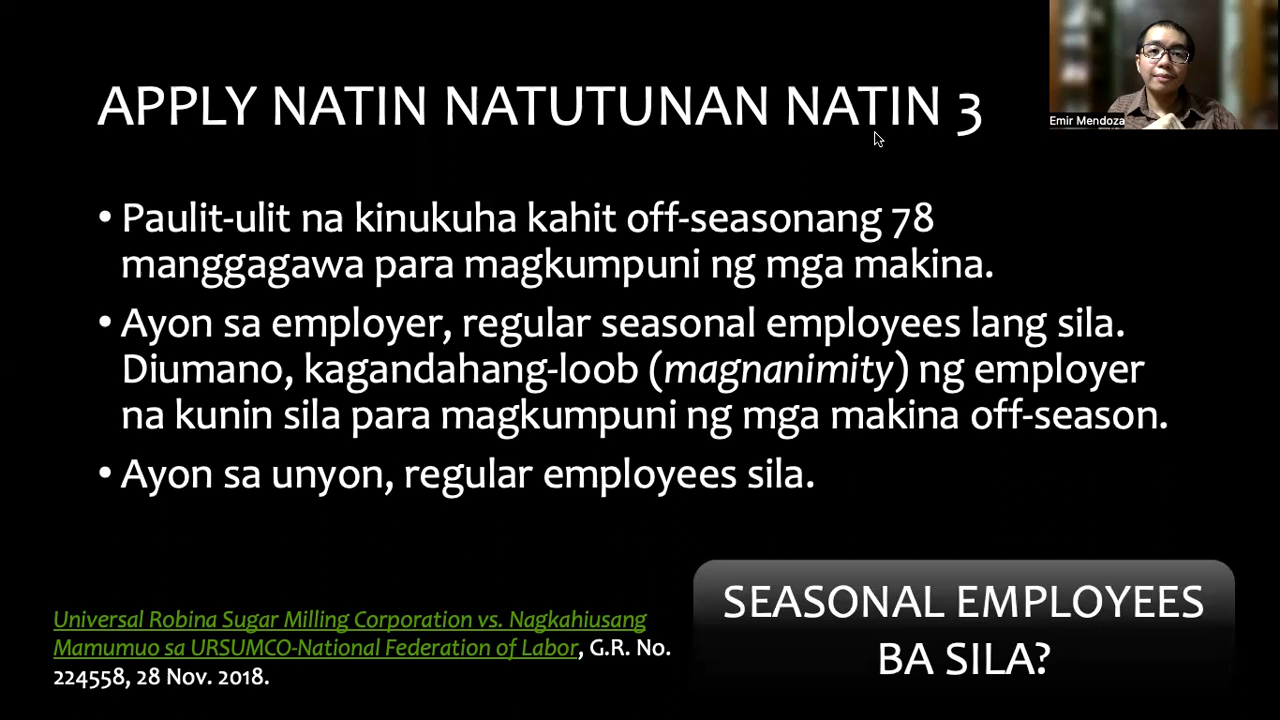 APPLY NATIN NATUTUNAN NATIN 3
Emir Mendoza
• Paulit-ulit na kinukuha kahit off-seasonang 78
manggagawa para magkumpuni ng mga makina.
• Ayon sa employer, regular seasonal employees lang sila.
Diumano, kagandahang-loob (magnanimity) ng employer
na kunin sila para magkumpuni ng mga makina off-season.
• Ayon sa unyon, regular employees sila.
Universal Robina Sugar Milling Corporation vs. Nagkahiusang
Mamumuo sa URSUMCO-National Federation of Labor, G.R. No.
224558, 28 Nov. 2018.
SEASONAL EMPLOYEES
BA SILA?